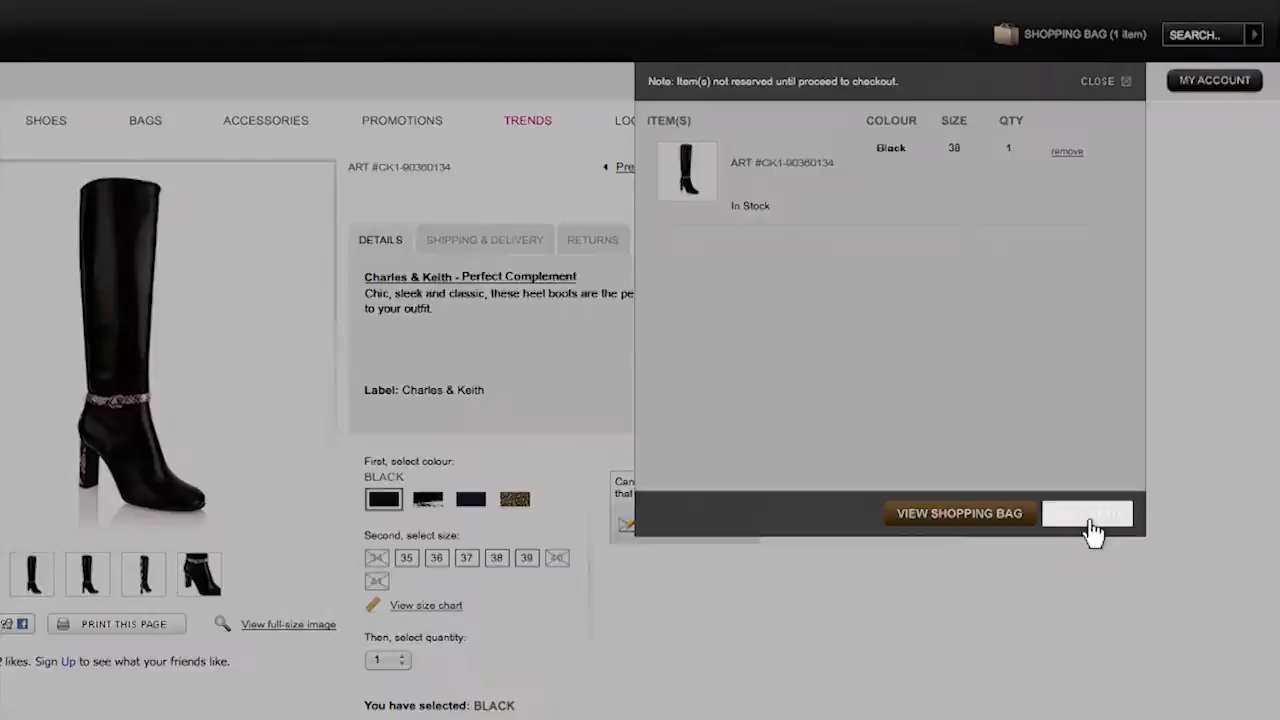 SHOPPING BAG (1 item)
SEARCH..
Note: Item(s) not reserved until proceed to checkout.
CLOSE
MY ACCOUNT
SHOES
BAGS
ACCESSORIES
PROMOTIONS
TRENDS
ITEM(S)
COLOUR
SIZE
QTY
ART #CK1-90360134
Black
38
1
remove
ART #CK1-90360134
In Stock
DETAILS
SHIPPING & DELIVERY
RETURNS
Charles & Keith - Perfect Complement
Chic, sleek and classic, these heel boots are the pe
to your outfit.
Label: Charles & Keith
First, select colour:
BLACK
Can
that
VIEW SHOPPING BAG
Second, select size:
34 35 36 37 38 39 40
41
View size chart
PRINT THIS PAGE
View full-size image
Then, select quantity:
1
likes. Sign Up to see what your friends like.
You have selected: BLACK